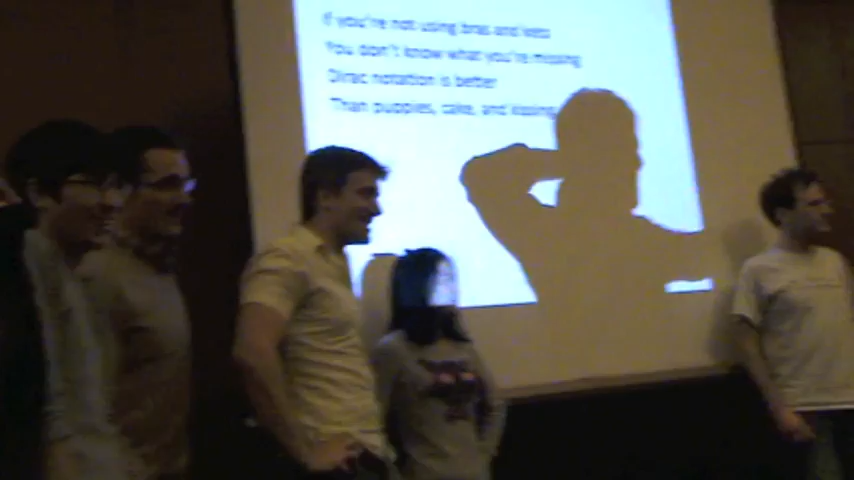 If you're not using bras and kets
You don't know what you're missing
Dirac notation is better
Than puppies, cake, and kissing